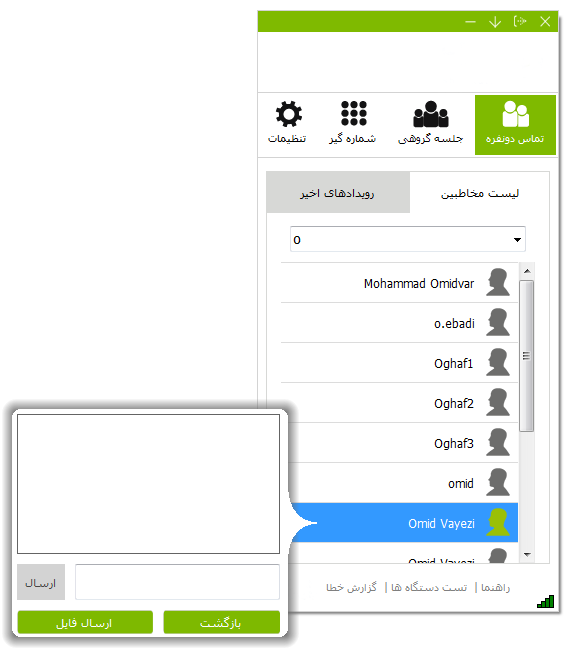 تماس دونفره
جلسه گروهی
شماره گیر
تنظیمات
لیست مخاطبین
رویدادهای اخیر
o
Mohammad Omidvar
o.ebadi
Oghaf1
Oghaf2
Oghaf3
omid
Omid Vayezi
Omid Vayezi
راهنما | تست دستگاه ها | گزارش خطا
ارسال
بازگشت
ارسال فایل